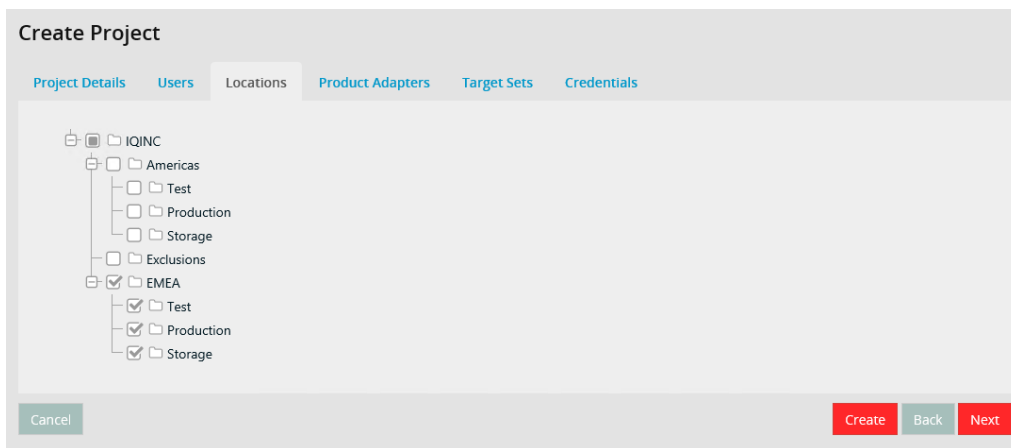 Create Project
Project Details Users Locations Product Adapters Target Sets Credentials
IQINC
Americas
Test
Production
Storage
Exclusions
EMEA
Test
Production
Storage
Cancel Create Back Next